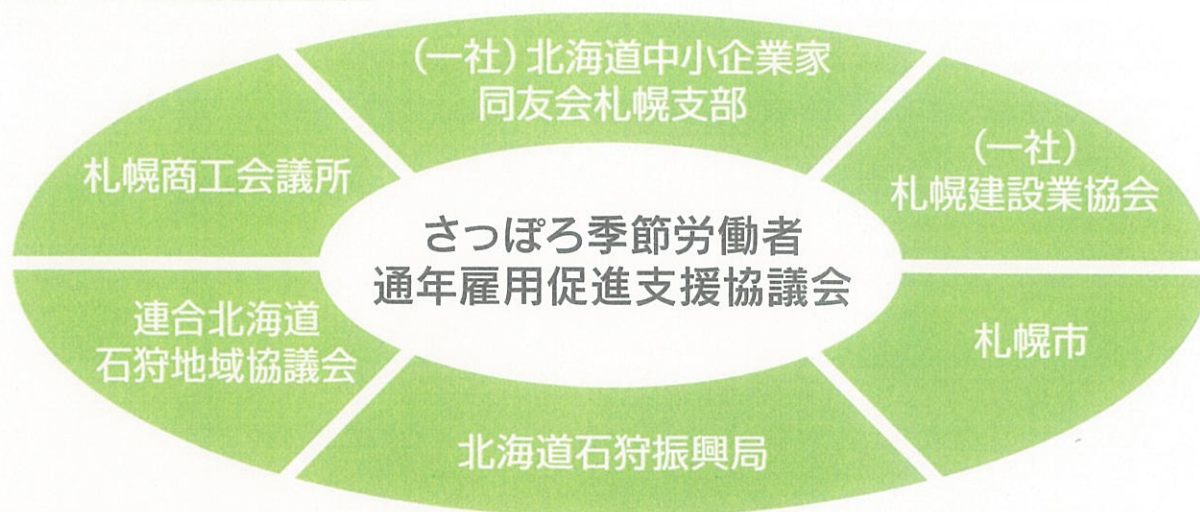 (一社)北海道中小企業家
同友会札幌支部
(一社)
札幌建設業協会
札幌商工会議所
さっぽろ季節労働者
通年雇用促進支援協議会
連合北海道
石狩地域協議会
札幌市
北海道石狩振興局